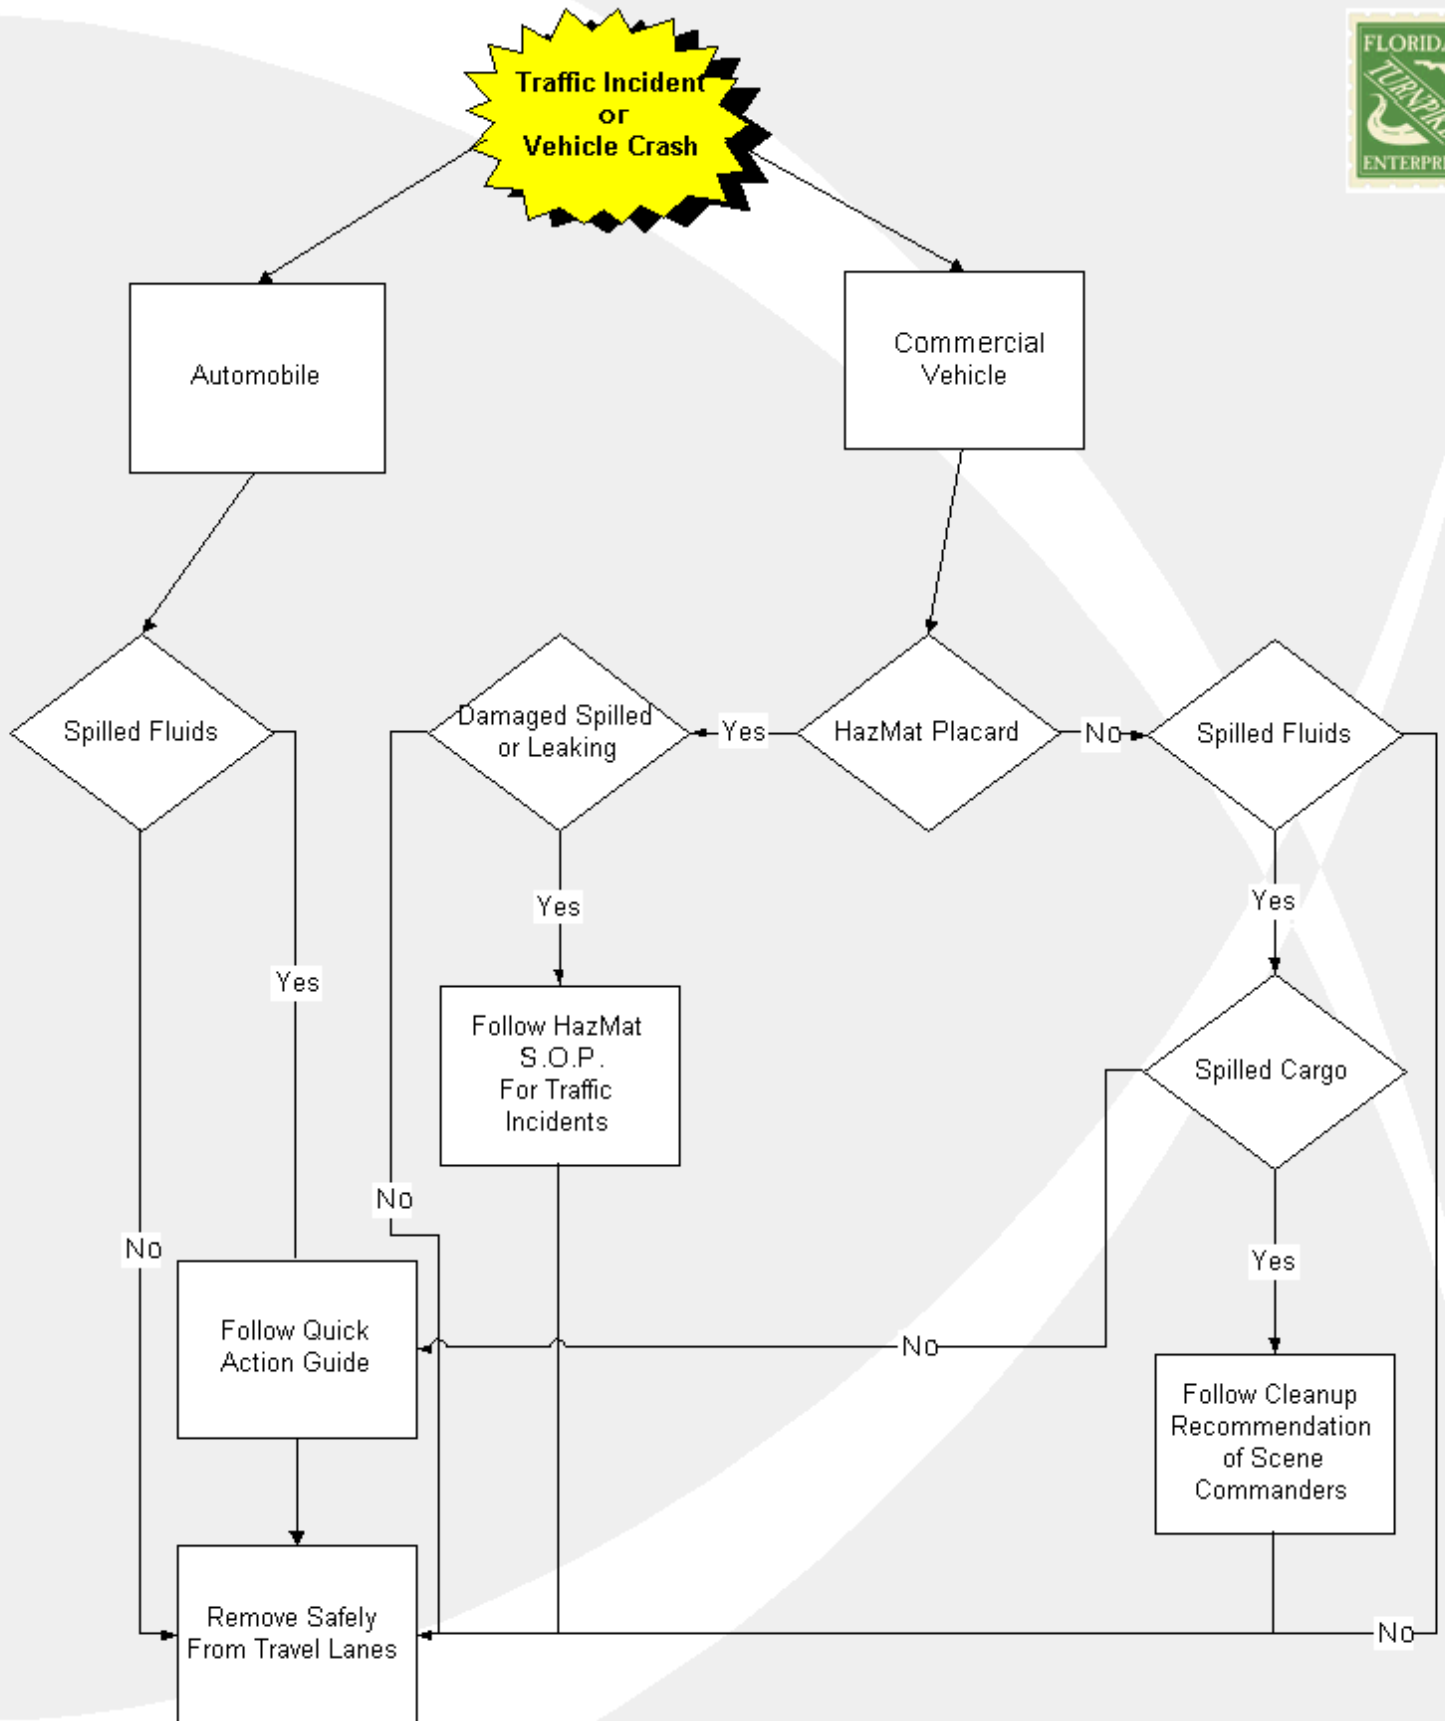 Traffic Incident
or
Vehicle Crash
FLORIDA
TURNPIKE
Automobile
Commercial
Vehicle
Spilled Fluids
Damaged Spilled
or Leaking
Yes
HazMat Placard
No
Spilled Fluids
Yes
Yes
Yes
Follow HazMat
S.O.P.
For Traffic
Incidents
Spilled Cargo
No
No
Yes
Follow Quick
Action Guide
No
Follow Cleanup
Recommendation
of Scene
Commanders
Remove Safely
From Travel Lanes
No